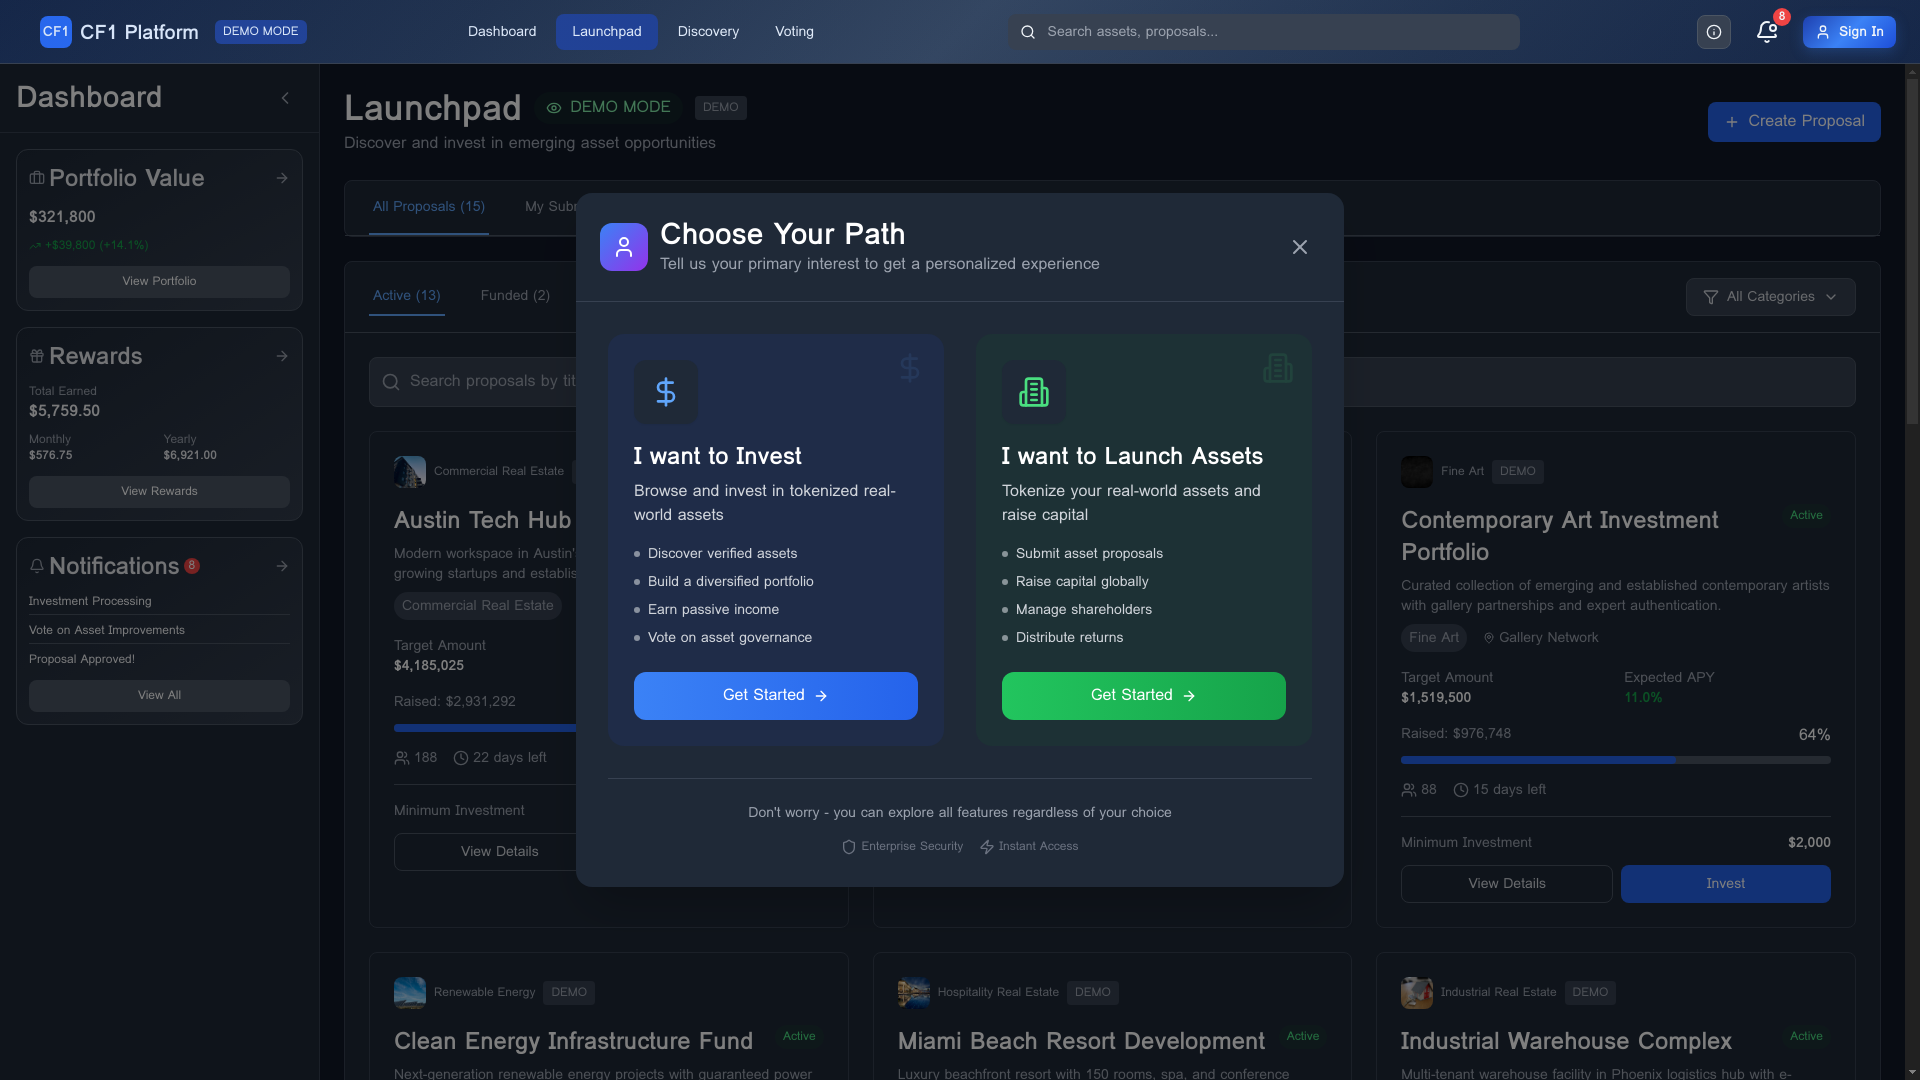 CF1 CF1 Platform DEMO MODE
Dashboard Launchpad Discovery Voting
Search assets, proposals...
8
Sign In
Dashboard
Portfolio Value
$321,800
+$39,800 (+14.1%)
View Portfolio
Rewards
Total Earned
$5,759.50
Monthly Yearly
$576.75 $6,921.00
View Rewards
Notifications 8
Investment Processing
Vote on Asset Improvements
Proposal Approved!
View All
Launchpad DEMO MODE DEMO
Discover and invest in emerging asset opportunities
Create Proposal
All Proposals (15) My Sub
Active (13) Funded (2)
All Categories
Search proposals by tit
Commercial Real Estate
Austin Tech Hub
Modern workspace in Austin'
growing startups and establis
Commercial Real Estate
Target Amount
$4,185,025
Raised: $2,931,292
188 22 days left
Minimum Investment
View Details
Choose Your Path
Tell us your primary interest to get a personalized experience
I want to Invest
Browse and invest in tokenized real-
world assets
Discover verified assets
Build a diversified portfolio
Earn passive income
Vote on asset governance
Get Started
I want to Launch Assets
Tokenize your real-world assets and
raise capital
Submit asset proposals
Raise capital globally
Manage shareholders
Distribute returns
Get Started
Don't worry - you can explore all features regardless of your choice
Enterprise Security Instant Access
Fine Art DEMO
Contemporary Art Investment
Portfolio
Active
Curated collection of emerging and established contemporary artists
with gallery partnerships and expert authentication.
Fine Art Gallery Network
Target Amount Expected APY
$1,519,500 11.0%
Raised: $976,748 64%
88 15 days left
Minimum Investment $2,000
View Details Invest
Renewable Energy DEMO
Clean Energy Infrastructure Fund Active
Next-generation renewable energy projects with guaranteed power
Hospitality Real Estate DEMO
Miami Beach Resort Development Active
Luxury beachfront resort with 150 rooms, spa, and conference
Industrial Real Estate DEMO
Industrial Warehouse Complex Active
Multi-tenant warehouse facility in Phoenix logistics hub with e-